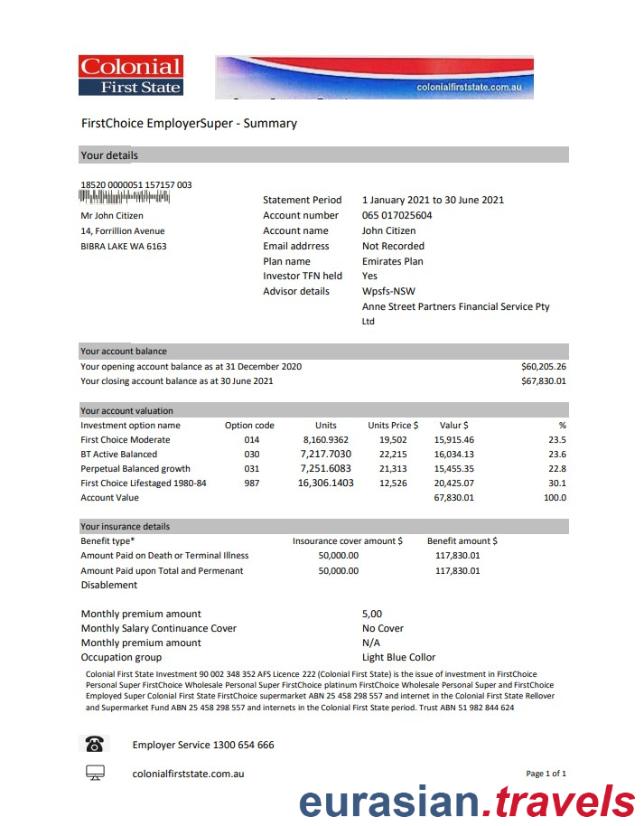 Colonial
First State
colonialfirststate.com.au
FirstChoice EmployerSuper - Summary
Your details
18520 0000051 157157 003
Statement Period 1 January 2021 to 30 June 2021
Mr John Citizen Account number 065 017025604
14, Forrillion Avenue Account name John Citizen
BIBRA LAKE WA 6163 Email addrress Not Recorded
Plan name Emirates Plan
Investor TFN held Yes
Advisor details Wpsfs-NSW
Anne Street Partners Financial Service Pty
Ltd
Your account balance
Your opening account balance as at 31 December 2020 $60,205.26
Your closing account balance as at 30 June 2021 $67,830.01
Your account valuation
Investment option name Option code Units Units Price $ Valur $ %
First Choice Moderate 014 8,160.9362 19,502 15,915.46 23.5
BT Active Balanced 030 7,217.7030 22,215 16,034.13 23.6
Perpetual Balanced growth 031 7,251.6083 21,313 15,455.35 22.8
First Choice Lifestaged 1980-84 987 16,306.1403 12,526 20,425.07 30.1
Account Value 67,830.01 100.0
Your insurance details
Benefit type* Insourance cover amount $ Benefit amount $
Amount Paid on Death or Terminal Illness 50,000.00 117,830.01
Amount Paid upon Total and Permenant 50,000.00 117,830.01
Disablement
Monthly premium amount 5,00
Monthly Salary Continuance Cover No Cover
Monthly premium amount N/A
Occupation group Light Blue Collor
Colonial First State Investment 90 002 348 352 AFS Licence 222 (Colonial First State) is the issue of investment in FirstChoice
Personal Super FirstChoice Wholesale Personal Super FirstChoice platinum FirstChoice Wholesale Personal Super and FirstChoice
Employed Super Colonial First State FirstChoice supermarket ABN 25 458 298 557 and internet in the Colonial First State Rellover
and Supermarket Fund ABN 25 458 298 557 and internets in the Colonial First State period. Trust ABN 51 982 844 624
Employer Service 1300 654 666
colonialfirststate.com.au Page 1 of 1
eurasian.travels